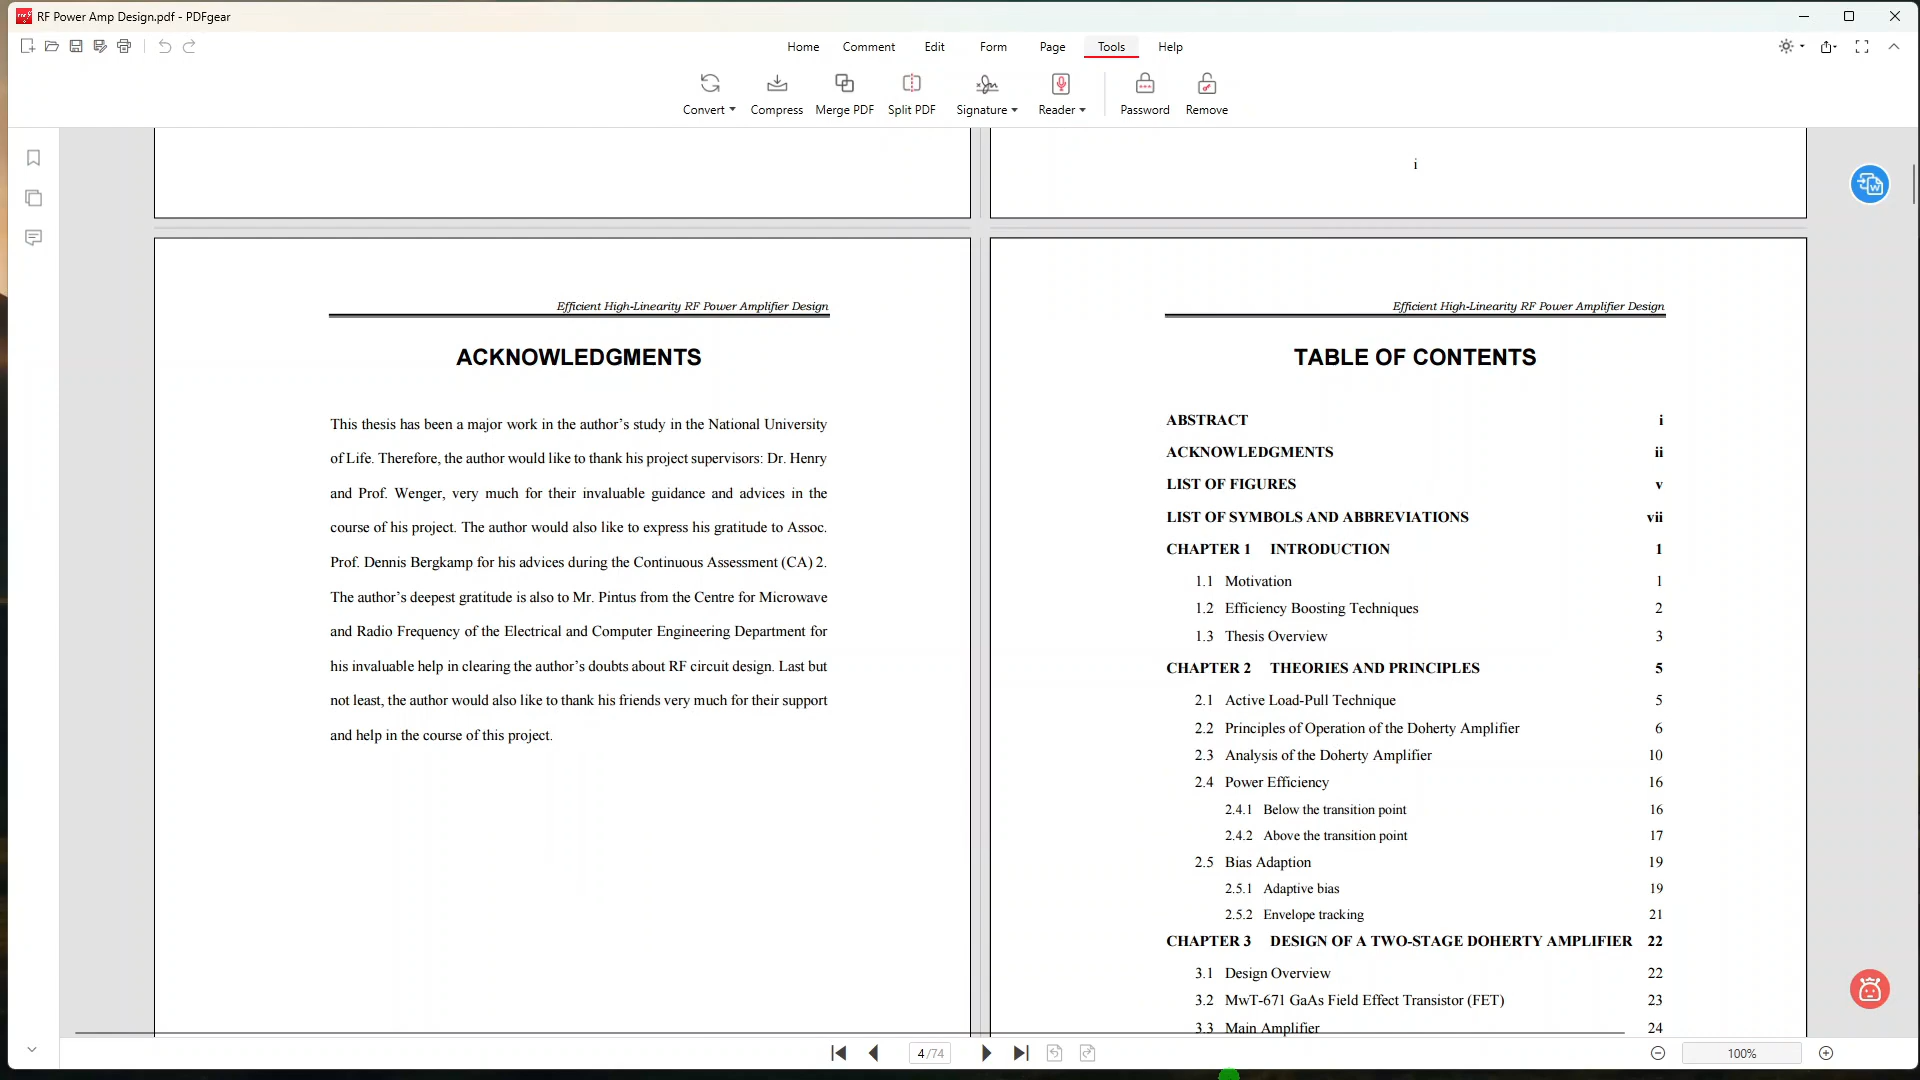 RF Power Amp Design.pdf - PDFgear
Home Comment Edit Form Page Tools Help
Convert Compress Merge PDF Split PDF Signature Reader Password Remove
i
Efficient High-Linearity RF Power Amplifier Design
ACKNOWLEDGMENTS
This thesis has been a major work in the author's study in the National University
of Life. Therefore, the author would like to thank his project supervisors: Dr. Henry
and Prof. Wenger, very much for their invaluable guidance and advices in the
course of his project. The author would also like to express his gratitude to Assoc.
Prof. Dennis Bergkamp for his advices during the Continuous Assessment (CA) 2.
The author's deepest gratitude is also to Mr. Pintus from the Centre for Microwave
and Radio Frequency of the Electrical and Computer Engineering Department for
his invaluable help in clearing the author's doubts about RF circuit design. Last but
not least, the author would also like to thank his friends very much for their support
and help in the course of this project.
Efficient High-Linearity RF Power Amplifier Design
TABLE OF CONTENTS
ABSTRACT i
ACKNOWLEDGMENTS ii
LIST OF FIGURES v
LIST OF SYMBOLS AND ABBREVIATIONS vii
CHAPTER 1 INTRODUCTION 1
1.1 Motivation 1
1.2 Efficiency Boosting Techniques 2
1.3 Thesis Overview 3
CHAPTER 2 THEORIES AND PRINCIPLES 5
2.1 Active Load-Pull Technique 5
2.2 Principles of Operation of the Doherty Amplifier 6
2.3 Analysis of the Doherty Amplifier 10
2.4 Power Efficiency 16
2.4.1 Below the transition point 16
2.4.2 Above the transition point 17
2.5 Bias Adaption 19
2.5.1 Adaptive bias 19
2.5.2 Envelope tracking 21
CHAPTER 3 DESIGN OF A TWO-STAGE DOHERTY AMPLIFIER 22
3.1 Design Overview 22
3.2 MwT-671 GaAs Field Effect Transistor (FET) 23
3.3 Main Amplifier 24
4 /74
100%